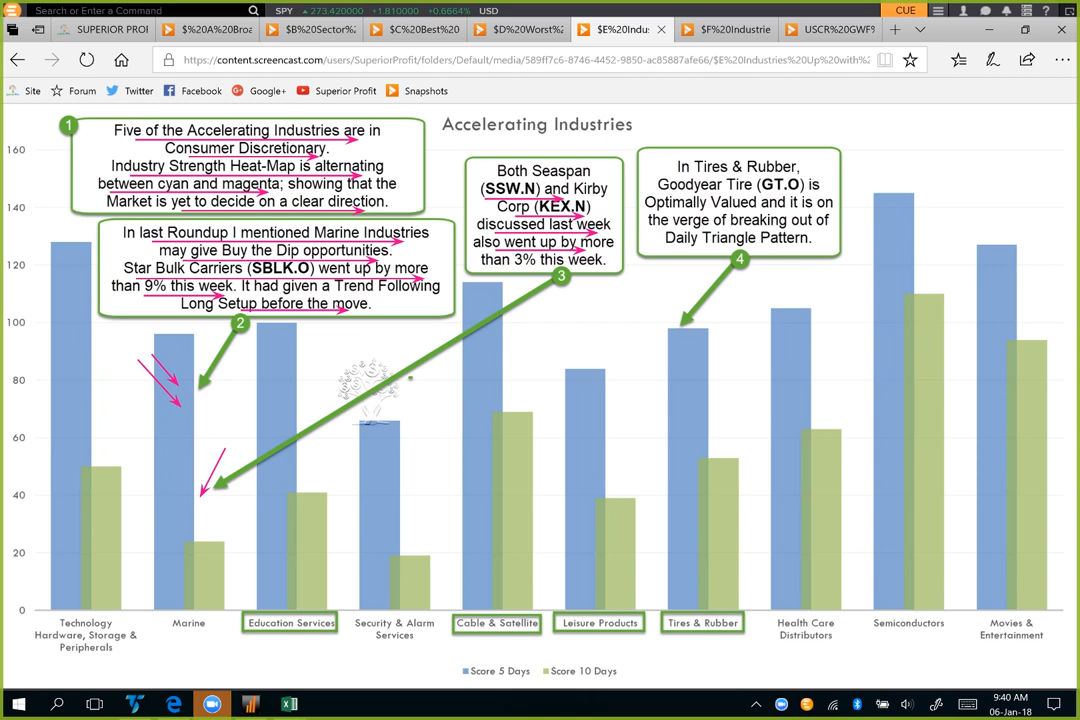 Search or Enter a Command
SPY
273.420000
+1.810000
+0.6664%
USD
CUE
?
SUPERIOR PROF
$%20A%20Broa
$%20B%20Sector%
$%20C%20Best%20
$%20D%20Worst%
$%20E%20Indus
$%20F%20Industrie
USCR%20GWF%
https://content.screencast.com/users/SuperiorProfit/folders/Default/media/589ff7c6-8746-4452-9850-ac85887afe66/$E%20Industries%20Up%20with%
Site
Forum
Twitter
Facebook
Google+
Superior Profit
Snapshots
Accelerating Industries
1
Five of the Accelerating Industries are in
Consumer Discretionary.
Industry Strength Heat-Map is alternating
between cyan and magenta; showing that the
Market is yet to decide on a clear direction.
In last Roundup I mentioned Marine Industries
may give Buy the Dip opportunities.
Star Bulk Carriers (SBLK.O) went up by more
than 9% this week. It had given a Trend Following
Long Setup before the move.
2
Both Seaspan
(SSW.N) and Kirby
Corp (KEX.N)
discussed last week
also went up by more
than 3% this week.
3
In Tires & Rubber,
Goodyear Tire (GT.O) is
Optimally Valued and it is on
the verge of breaking out of
Daily Triangle Pattern.
4
160
140
120
100
80
60
40
20
0
Technology
Hardware, Storage &
Peripherals
Marine
Education Services
Security & Alarm
Services
Cable & Satellite
Leisure Products
Tires & Rubber
Health Care
Distributors
Semiconductors
Movies &
Entertainment
Score 5 Days
Score 10 Days
9:40 AM
06-Jan-18